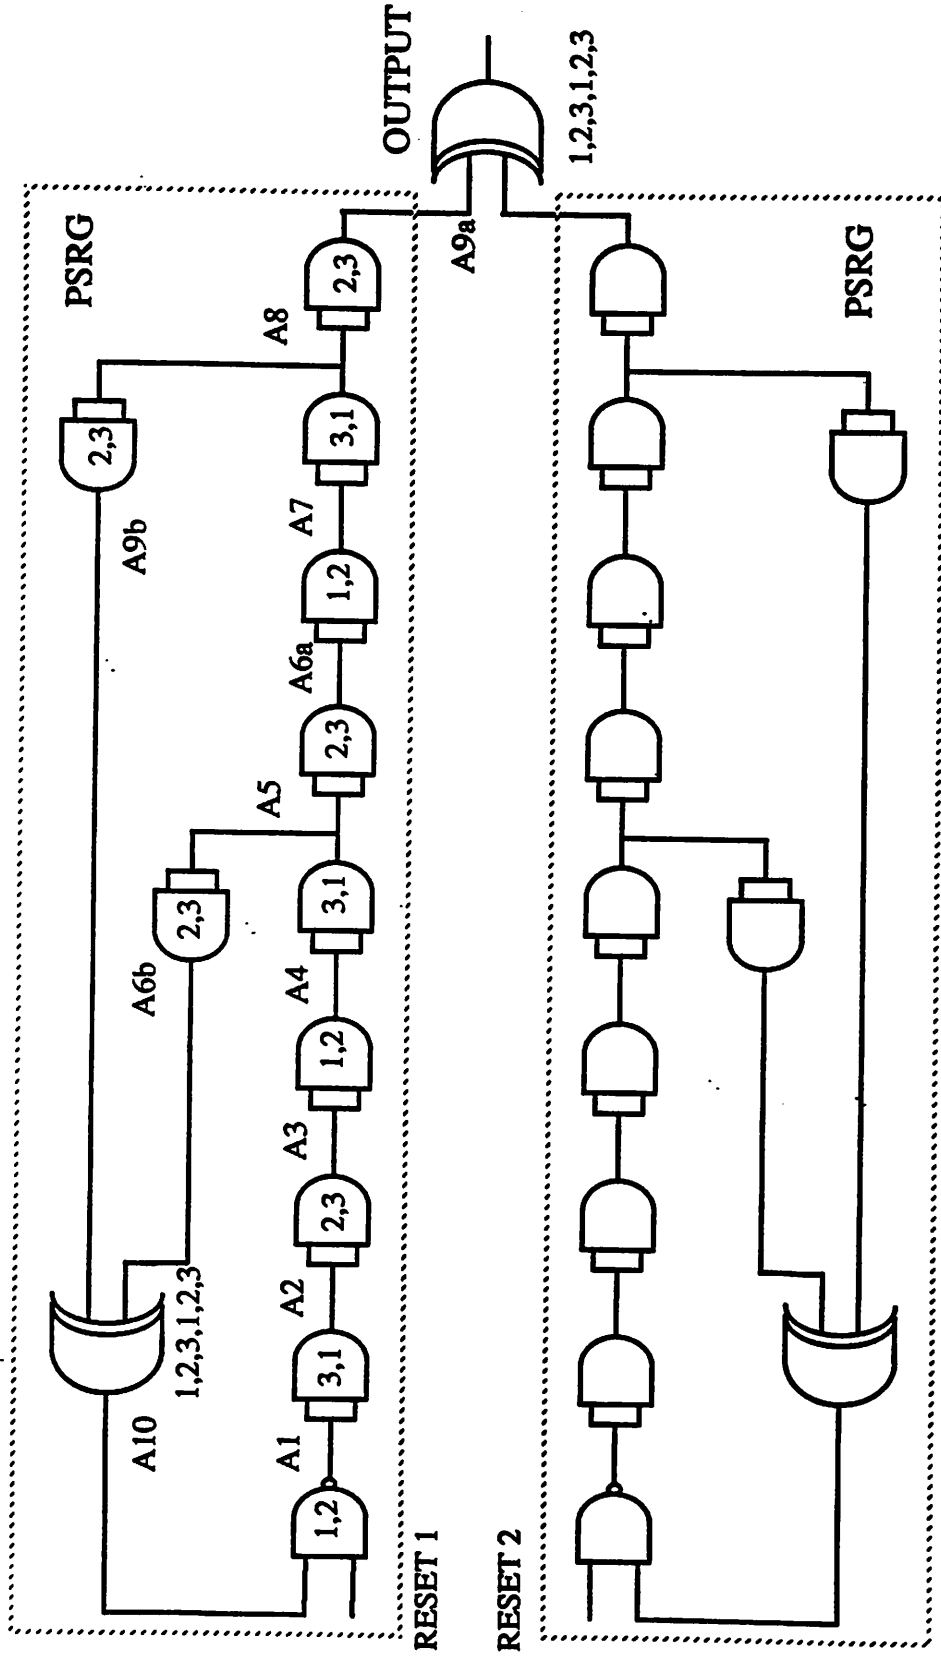 OUTPUT
1,2,3,1,2,3
PSRG
A9a
2,3
A8
2,3
A9b
3,1
A7
1,2
A6a
2,3
A5
2,3
A6b
3,1
A4
1,2
A3
2,3
A2
1,2,3,1,2,3
3,1
A10
A1
1,2
RESET 1
RESET 2
PSRG